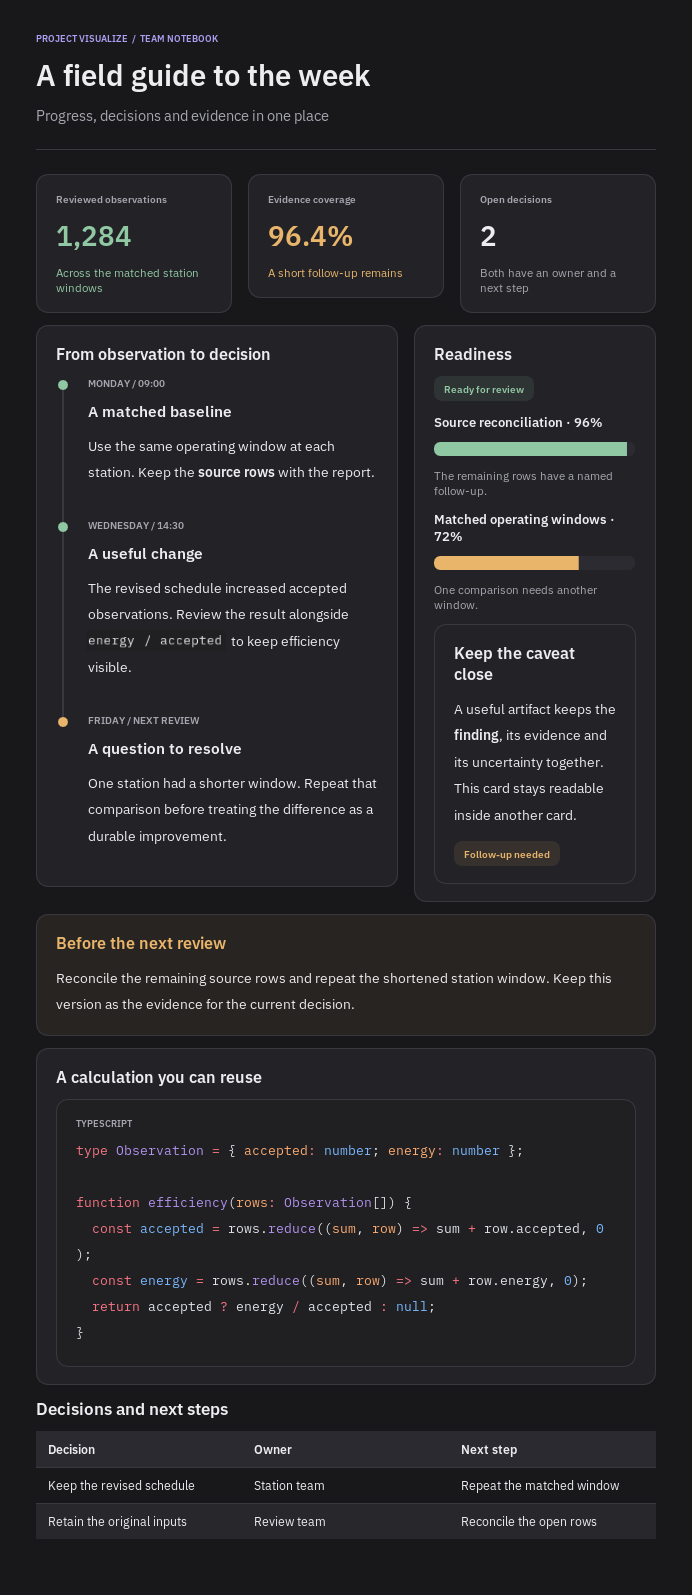 PROJECT VISUALIZE / TEAM NOTEBOOK
A field guide to the week
Progress, decisions and evidence in one place
Reviewed observations
1,284
Across the matched station
windows
Evidence coverage
96.4%
A short follow-up remains
Open decisions
2
Both have an owner and a
next step
From observation to decision
MONDAY / 09:00
A matched baseline
Use the same operating window at each
station. Keep the source rows with the report.
WEDNESDAY / 14:30
A useful change
The revised schedule increased accepted
observations. Review the result alongside
energy / accepted to keep efficiency
visible.
FRIDAY / NEXT REVIEW
A question to resolve
One station had a shorter window. Repeat that
comparison before treating the difference as a
durable improvement.
Readiness
Ready for review
Source reconciliation · 96%
The remaining rows have a named
follow-up.
Matched operating windows ·
72%
One comparison needs another
window.
Keep the caveat
close
A useful artifact keeps the
finding, its evidence and
its uncertainty together.
This card stays readable
inside another card.
Follow-up needed
Before the next review
Reconcile the remaining source rows and repeat the shortened station window. Keep this
version as the evidence for the current decision.
A calculation you can reuse
TYPESCRIPT
type Observation = { accepted: number; energy: number };
function efficiency(rows: Observation[]) {
  const accepted = rows.reduce((sum, row) => sum + row.accepted, 0
);
  const energy = rows.reduce((sum, row) => sum + row.energy, 0);
  return accepted ? energy / accepted : null;
}
Decisions and next steps
Decision Owner Next step
Keep the revised schedule Station team Repeat the matched window
Retain the original inputs Review team Reconcile the open rows